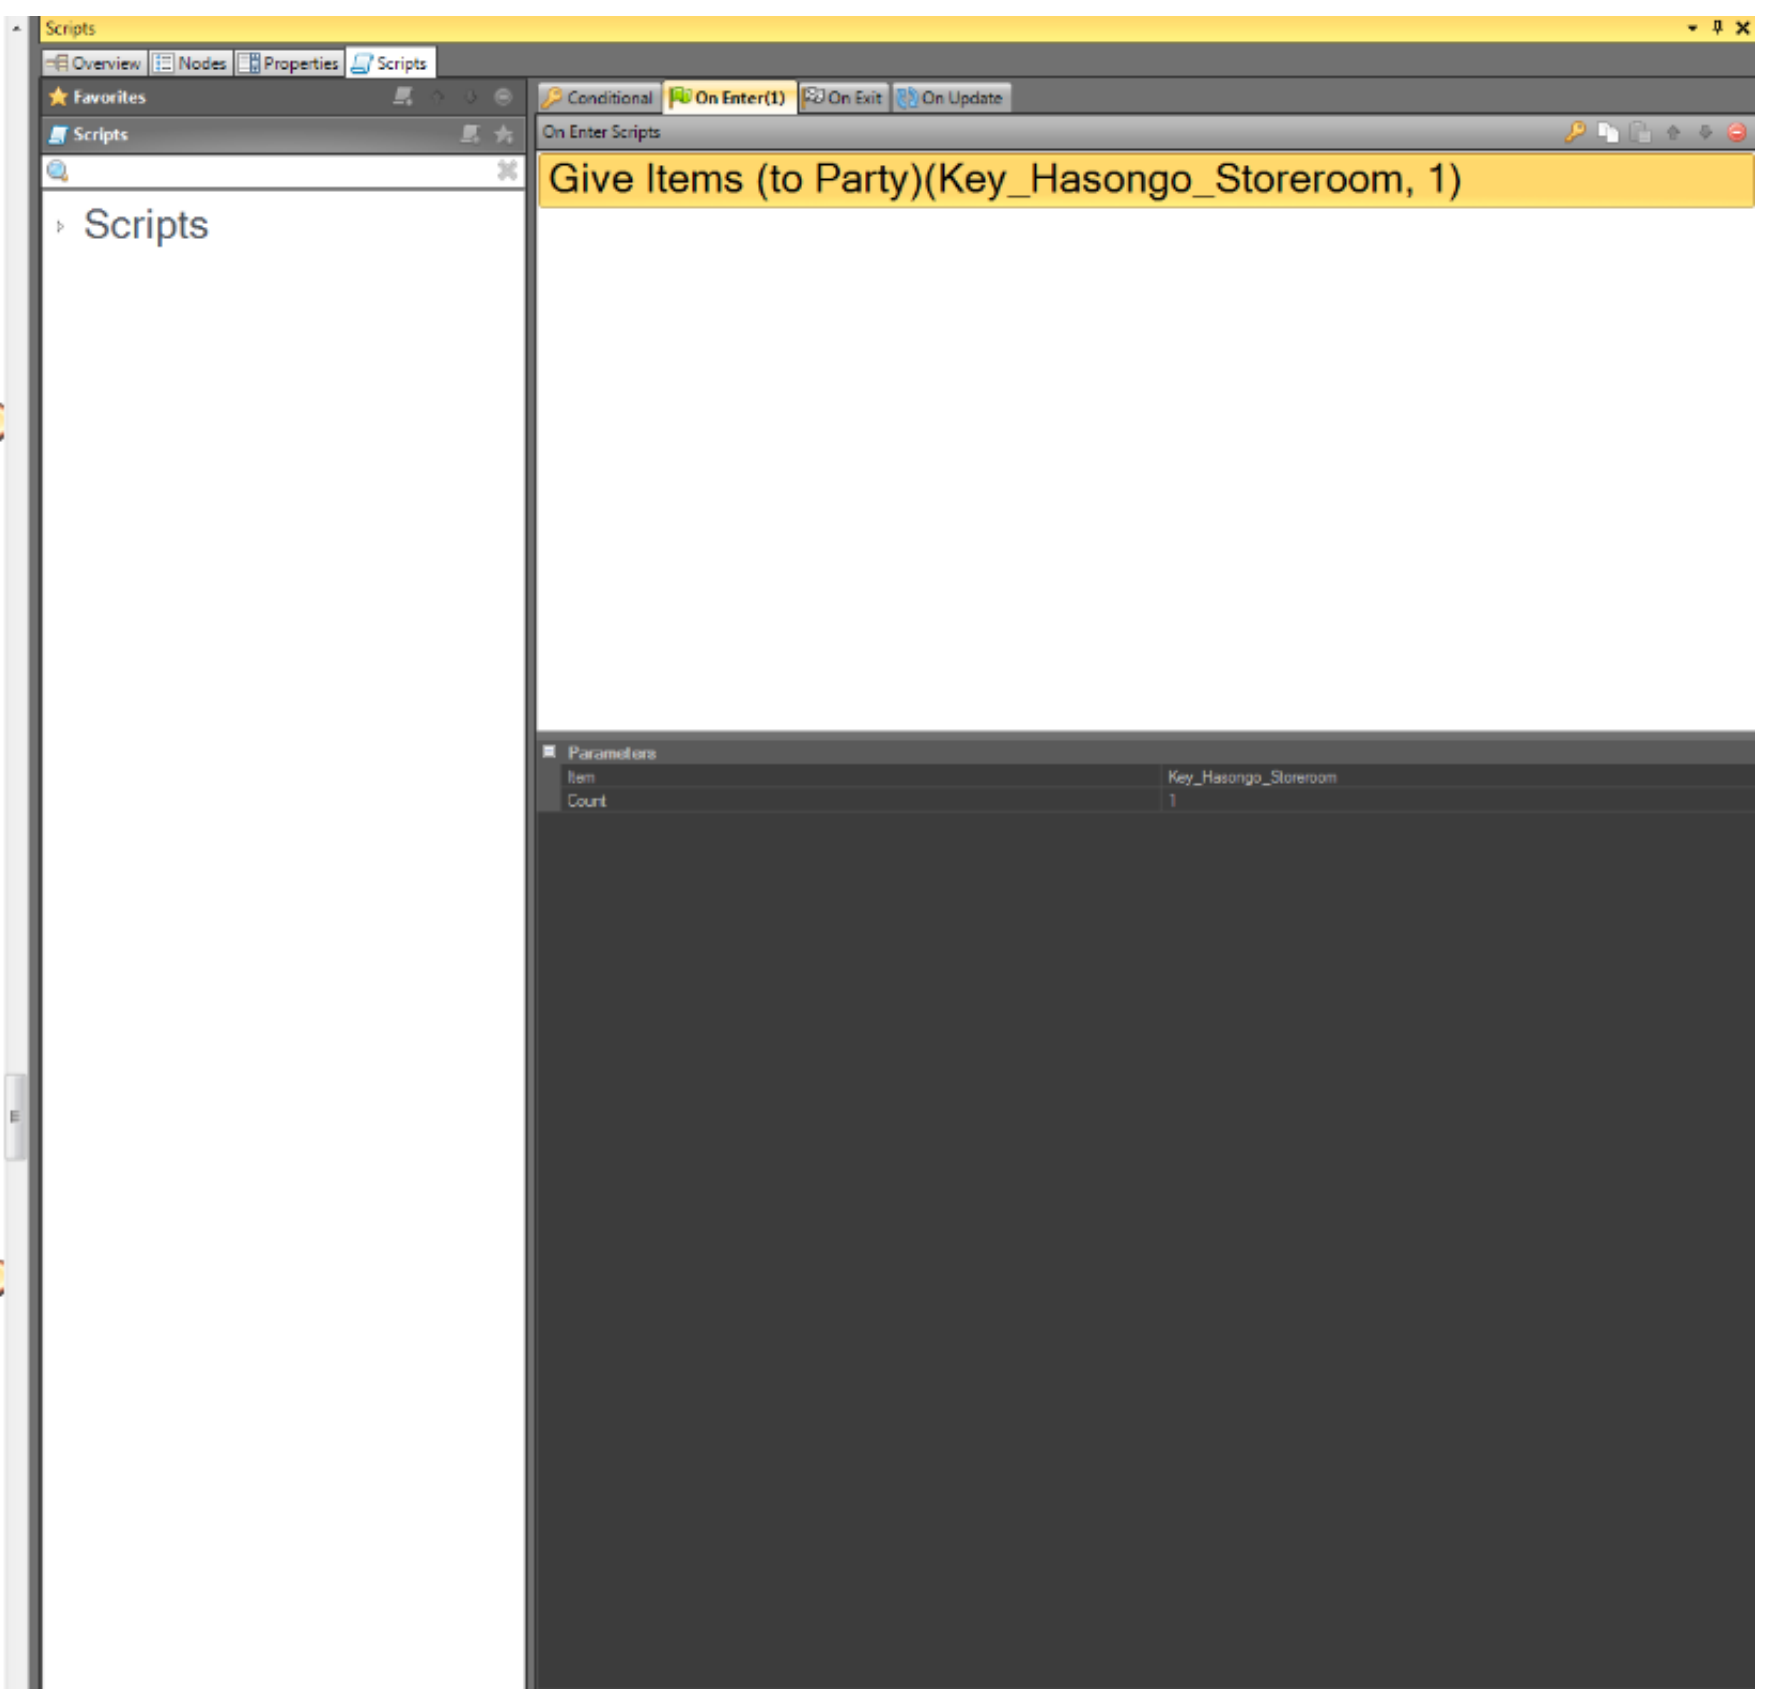 Scripts
Overview Nodes Properties Scripts
Favorites
Scripts
Scripts
Conditional On Enter(1) On Exit On Update
On Enter Scripts
Give Items (to Party)(Key_Hasongo_Storeroom, 1)
Parameters
Item Key_Hasongo_Storeroom
Count 1